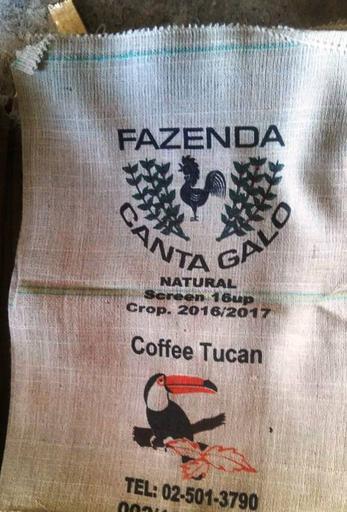 FAZENDA
CANTA GALO
NATURAL
Screen 16up
Crop. 2016/2017
Coffee Tucan
TEL: 02-501-3790